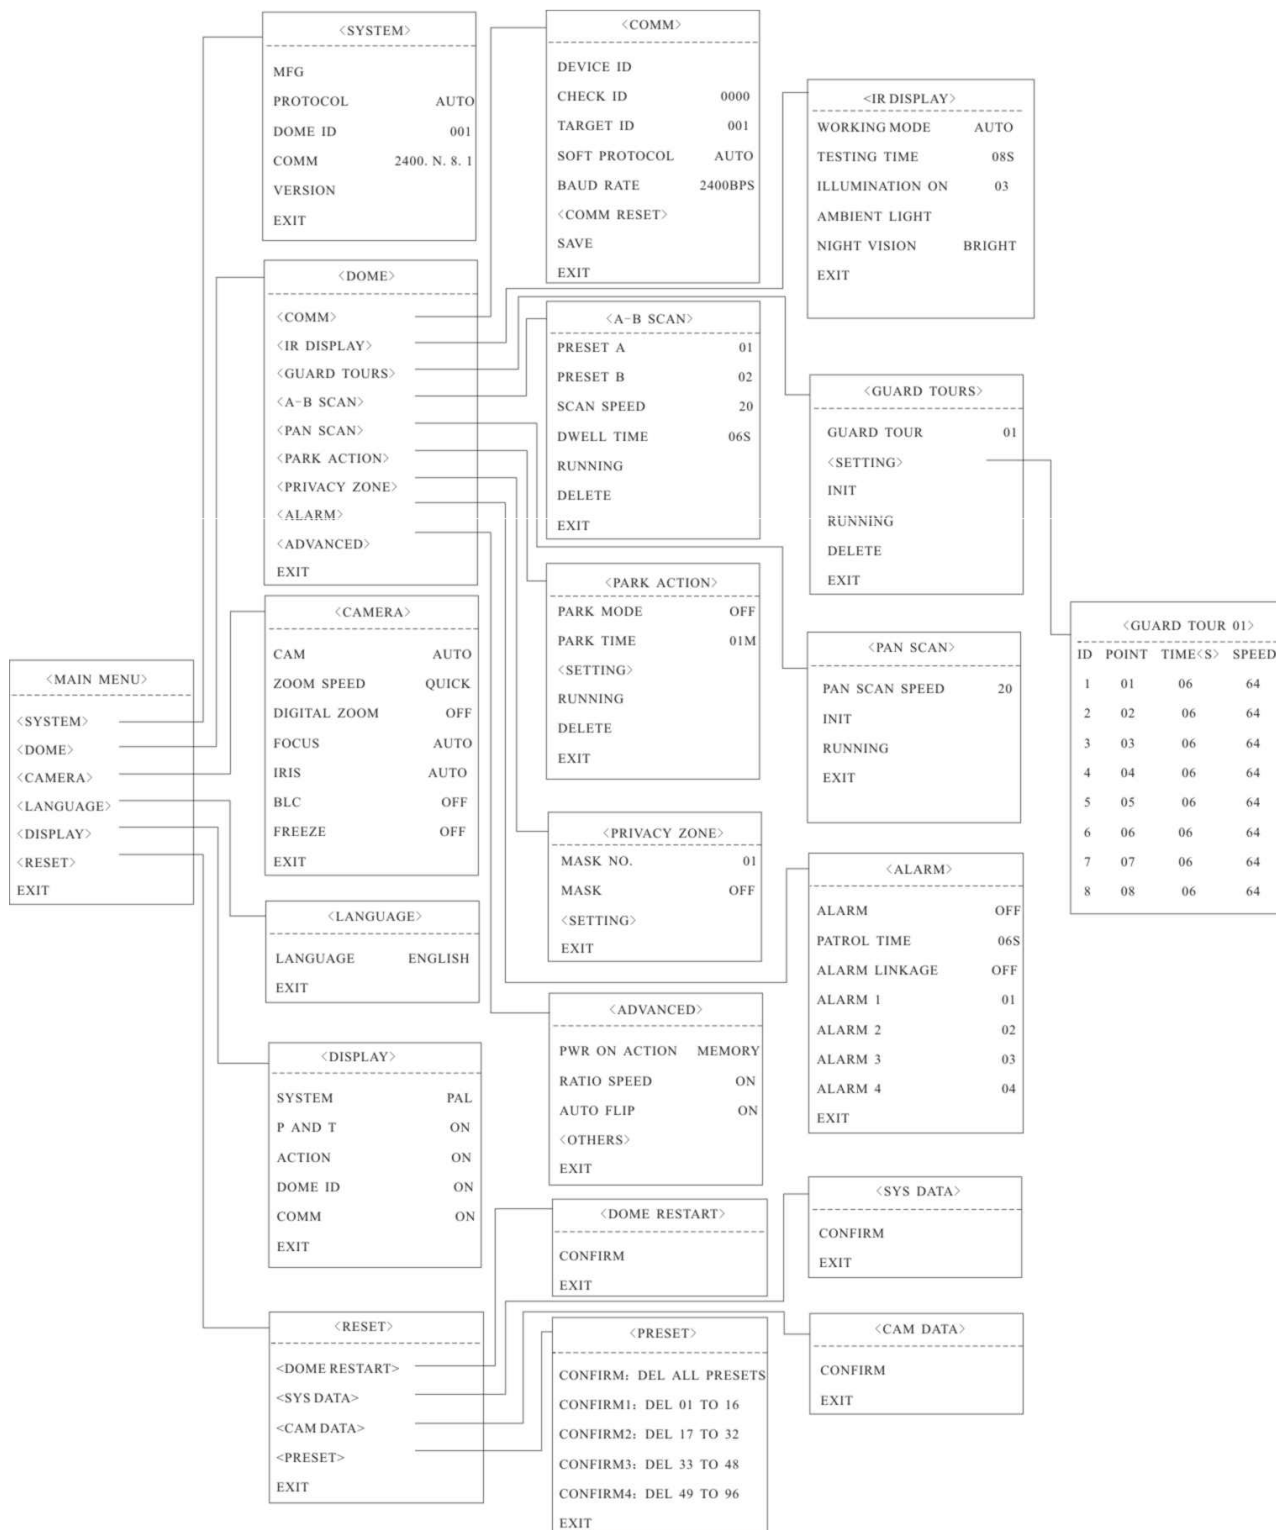 <MAIN MENU>
<SYSTEM>
<DOME>
<CAMERA>
<LANGUAGE>
<DISPLAY>
<RESET>
EXIT
<SYSTEM>
MFG
PROTOCOL AUTO
DOME ID 001
COMM 2400. N. 8. 1
VERSION
EXIT
<DOME>
<COMM>
<IR DISPLAY>
<GUARD TOURS>
<A-B SCAN>
<PAN SCAN>
<PARK ACTION>
<PRIVACY ZONE>
<ALARM>
<ADVANCED>
EXIT
<CAMERA>
CAM AUTO
ZOOM SPEED QUICK
DIGITAL ZOOM OFF
FOCUS AUTO
IRIS AUTO
BLC OFF
FREEZE OFF
EXIT
<LANGUAGE>
LANGUAGE ENGLISH
EXIT
<DISPLAY>
SYSTEM PAL
P AND T ON
ACTION ON
DOME ID ON
COMM ON
EXIT
<RESET>
<DOME RESTART>
<SYS DATA>
<CAM DATA>
<PRESET>
EXIT
<COMM>
DEVICE ID
CHECK ID 0000
TARGET ID 001
SOFT PROTOCOL AUTO
BAUD RATE 2400BPS
<COMM RESET>
SAVE
EXIT
<A-B SCAN>
PRESET A 01
PRESET B 02
SCAN SPEED 20
DWELL TIME 06S
RUNNING
DELETE
EXIT
<PARK ACTION>
PARK MODE OFF
PARK TIME 01M
<SETTING>
RUNNING
DELETE
EXIT
<PRIVACY ZONE>
MASK NO. 01
MASK OFF
<SETTING>
EXIT
<ADVANCED>
PWR ON ACTION MEMORY
RATIO SPEED ON
AUTO FLIP ON
<OTHERS>
EXIT
<DOME RESTART>
CONFIRM
EXIT
<PRESET>
CONFIRM: DEL ALL PRESETS
CONFIRM1: DEL 01 TO 16
CONFIRM2: DEL 17 TO 32
CONFIRM3: DEL 33 TO 48
CONFIRM4: DEL 49 TO 96
EXIT
<IR DISPLAY>
WORKING MODE AUTO
TESTING TIME 08S
ILLUMINATION ON 03
AMBIENT LIGHT
NIGHT VISION BRIGHT
EXIT
<GUARD TOURS>
GUARD TOUR 01
<SETTING>
INIT
RUNNING
DELETE
EXIT
<PAN SCAN>
PAN SCAN SPEED 20
INIT
RUNNING
EXIT
<ALARM>
ALARM OFF
PATROL TIME 06S
ALARM LINKAGE OFF
ALARM 1 01
ALARM 2 02
ALARM 3 03
ALARM 4 04
EXIT
<SYS DATA>
CONFIRM
EXIT
<CAM DATA>
CONFIRM
EXIT
<GUARD TOUR 01>
ID POINT TIME<S> SPEED
1 01 06 64
2 02 06 64
3 03 06 64
4 04 06 64
5 05 06 64
6 06 06 64
7 07 06 64
8 08 06 64